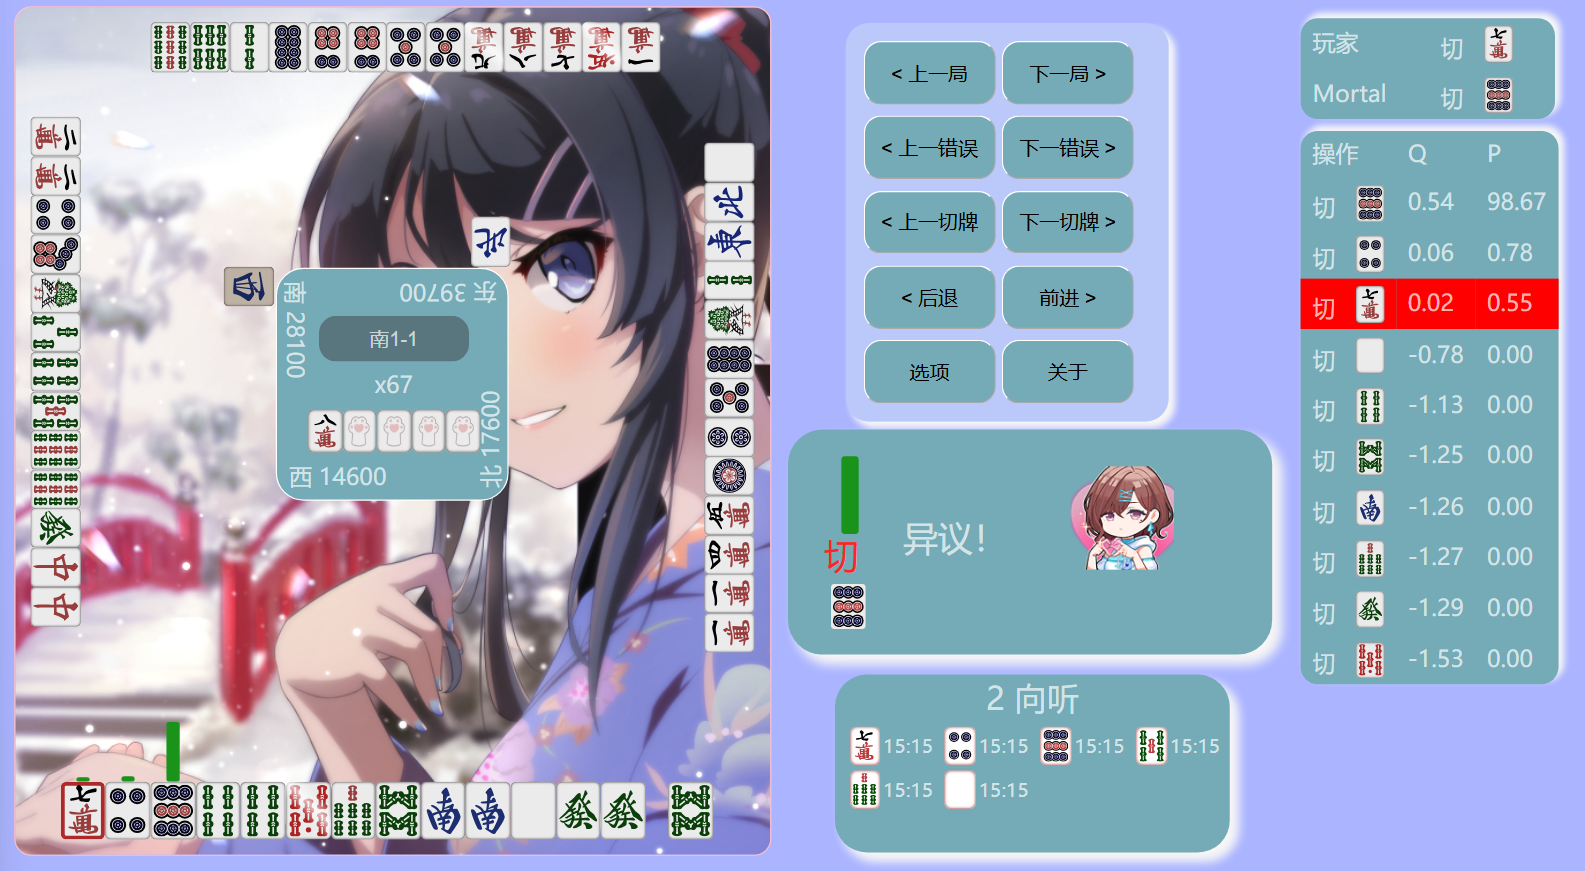 < 上一局
下一局 >
< 上一错误
下一错误 >
< 上一切牌
下一切牌 >
< 后退
前进 >
选项
关于
东 39700
南 28100
南1-1
x67
北 17600
西 14600
玩家 切
Mortal 切
操作 Q P
切 0.54 98.67
切 0.06 0.78
切 0.02 0.55
切 -0.78 0.00
切 -1.13 0.00
切 -1.25 0.00
切 -1.26 0.00
切 -1.27 0.00
切 -1.29 0.00
切 -1.53 0.00
切
异议!
2 向听
15:15 15:15 15:15 15:15
15:15 15:15